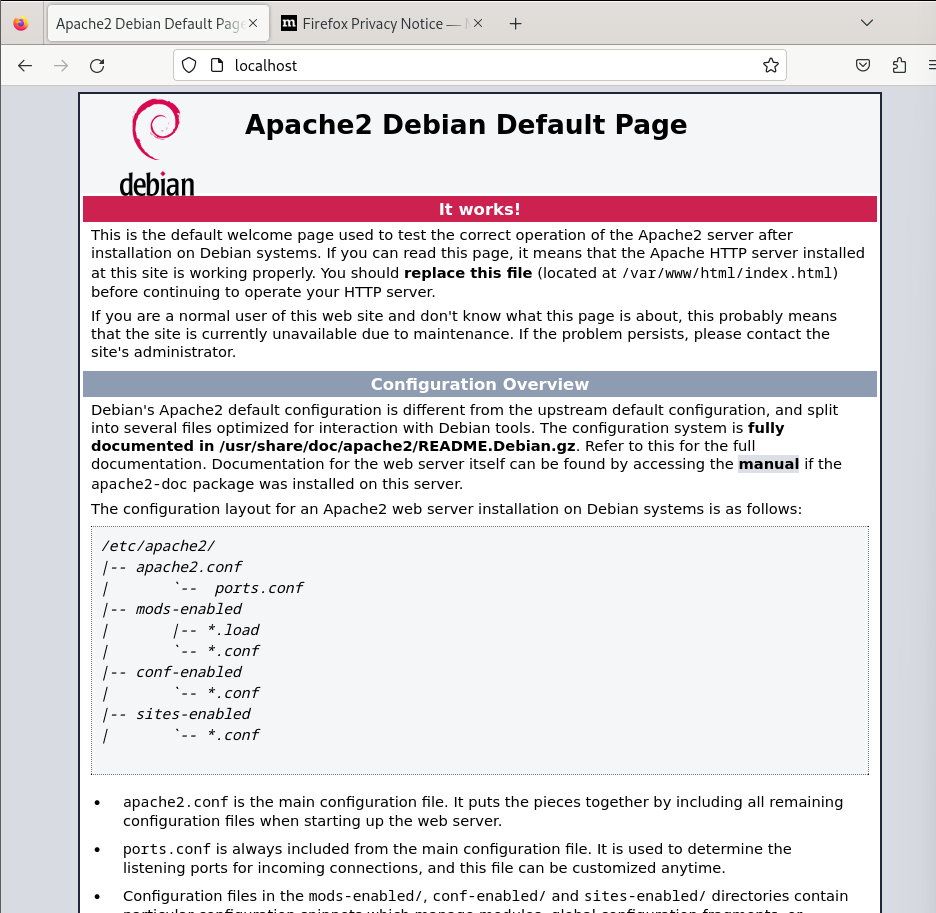 Apache2 Debian Default Page
Firefox Privacy Notice —
localhost
debian
Apache2 Debian Default Page
It works!
This is the default welcome page used to test the correct operation of the Apache2 server after
installation on Debian systems. If you can read this page, it means that the Apache HTTP server installed
at this site is working properly. You should replace this file (located at /var/www/html/index.html)
before continuing to operate your HTTP server.
If you are a normal user of this web site and don't know what this page is about, this probably means
that the site is currently unavailable due to maintenance. If the problem persists, please contact the
site's administrator.
Configuration Overview
Debian's Apache2 default configuration is different from the upstream default configuration, and split
into several files optimized for interaction with Debian tools. The configuration system is fully
documented in /usr/share/doc/apache2/README.Debian.gz. Refer to this for the full
documentation. Documentation for the web server itself can be found by accessing the manual if the
apache2-doc package was installed on this server.
The configuration layout for an Apache2 web server installation on Debian systems is as follows:
/etc/apache2/
|-- apache2.conf
|       `--  ports.conf
|-- mods-enabled
|       |-- *.load
|       `-- *.conf
|-- conf-enabled
|       `-- *.conf
|-- sites-enabled
|       `-- *.conf
• apache2.conf is the main configuration file. It puts the pieces together by including all remaining
configuration files when starting up the web server.
• ports.conf is always included from the main configuration file. It is used to determine the
listening ports for incoming connections, and this file can be customized anytime.
• Configuration files in the mods-enabled/, conf-enabled/ and sites-enabled/ directories contain
particular configuration snippets which manage modules, global configuration fragments, or